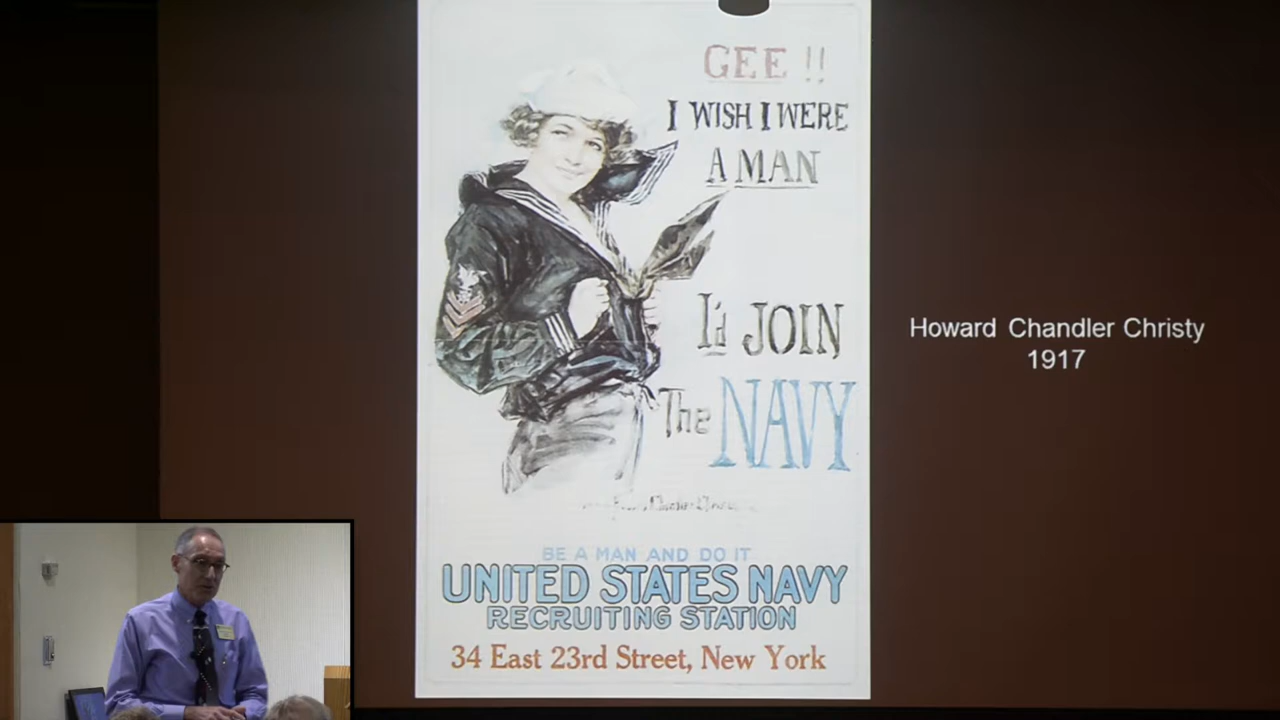 GEE !!
I WISH I WERE
A MAN
I'd JOIN
The NAVY
BE A MAN AND DO IT
UNITED STATES NAVY
RECRUITING STATION
34 East 23rd Street, New York
Howard Chandler Christy
1917